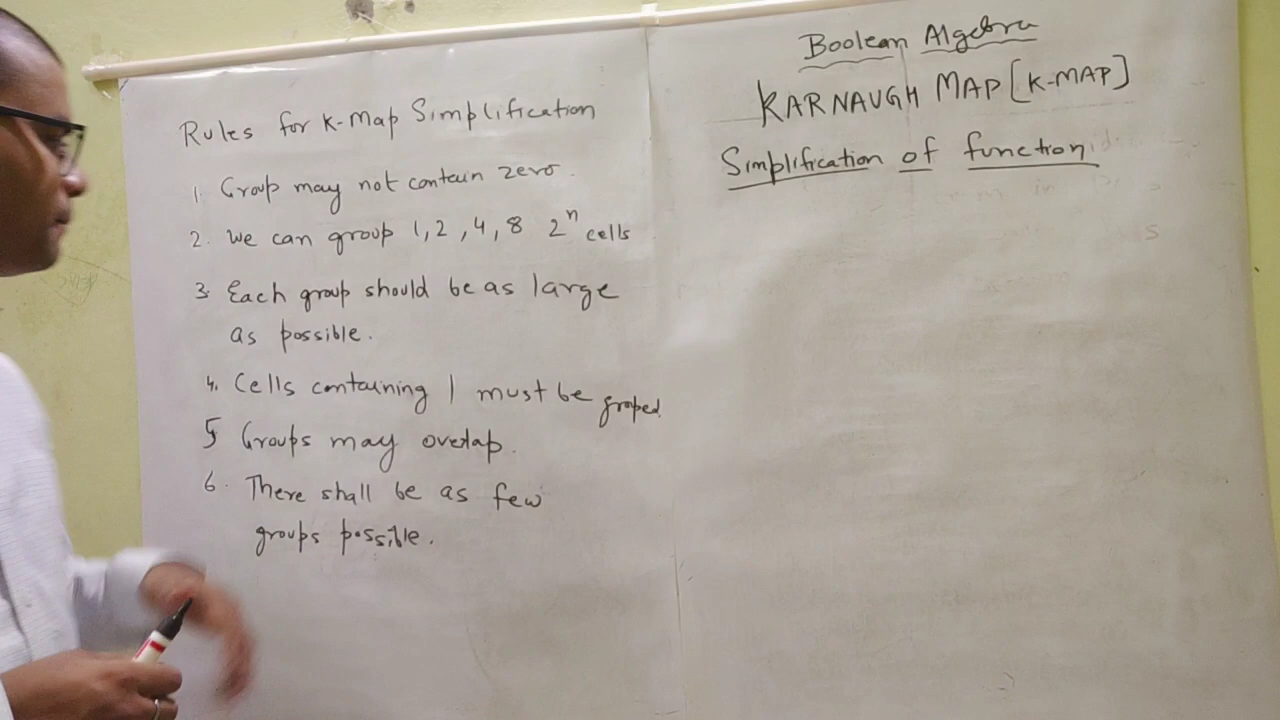 Rules for K-Map Simplification
1. Group may not contain zero.
2. We can group 1, 2, 4, 8 2ⁿ cells
3. Each group should be as large
as possible.
4. Cells containing 1 must be groped.
5 Groups may overlap.
6. There shall be as few
groups possible.
Boolean Algebra
KARNAUGH MAP [K-MAP]
Simplification of function